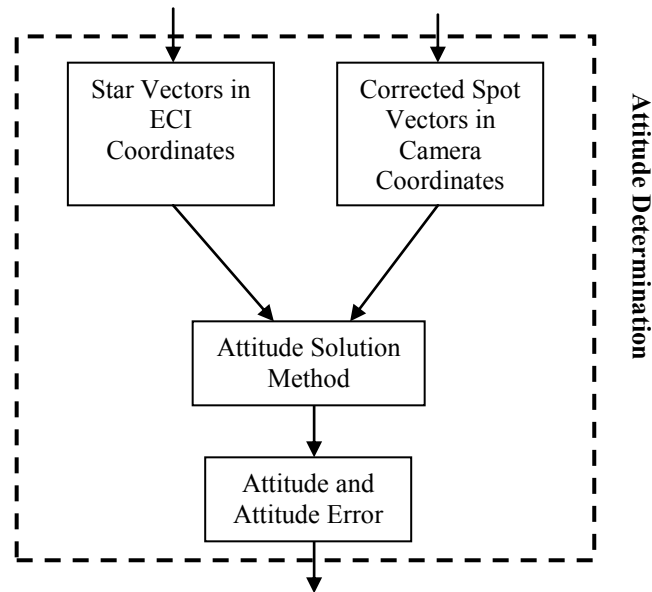 Star Vectors in
ECI
Coordinates
Corrected Spot
Vectors in
Camera
Coordinates
Attitude Solution
Method
Attitude and
Attitude Error
Attitude Determination